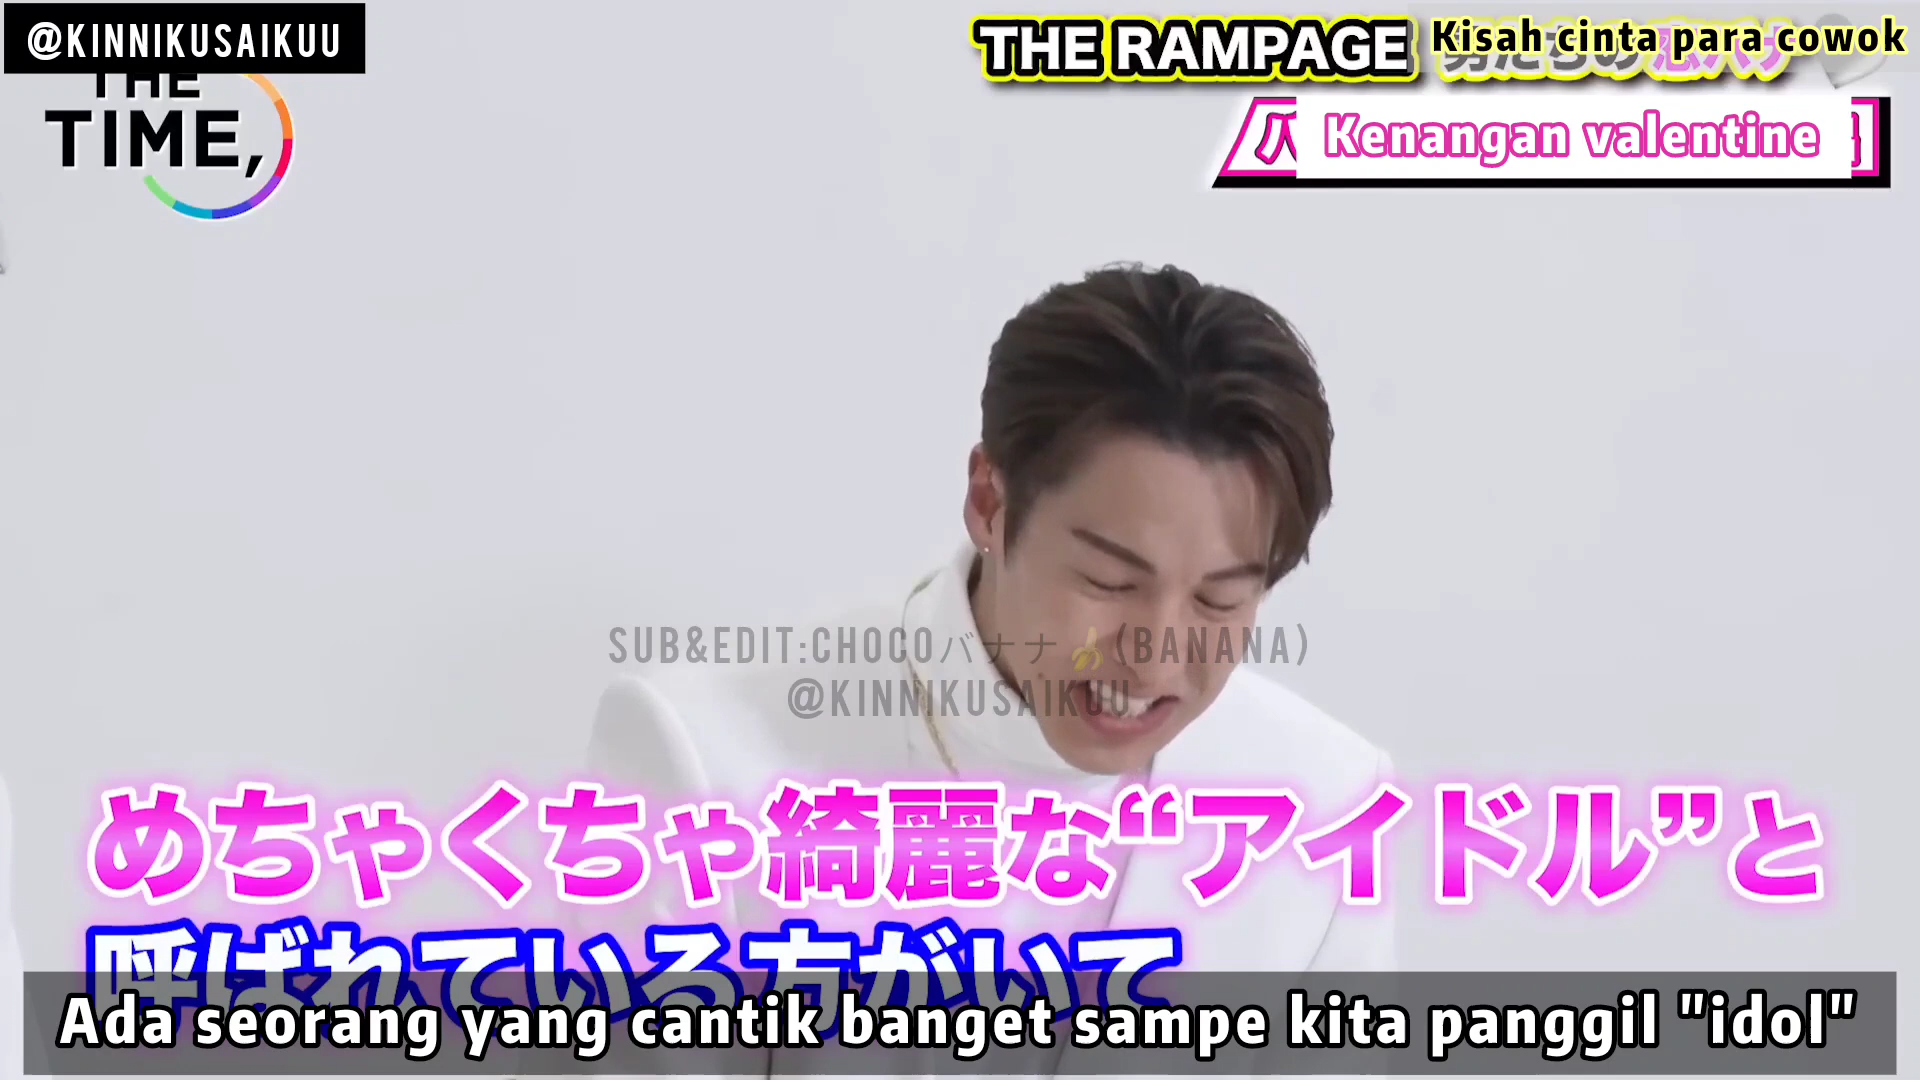 @KINNIKUSAIKUU
THE RAMPAGE Kisah cinta para cowok
THE
TIME,
Kenangan valentine
SUB&EDIT:CHOCOバナナ🍌(BANANA)
@KINNIKUSAIKUU
めちゃくちゃ綺麗な“アイドル”と
呼ばれている方がいて
Ada seorang yang cantik banget sampe kita panggil "idol"